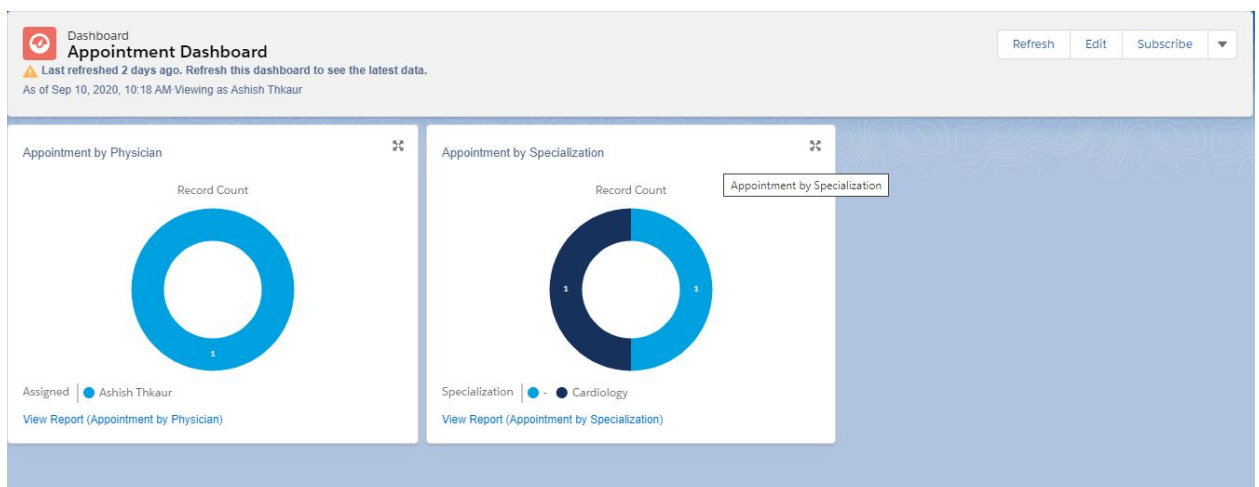 Dashboard
Appointment Dashboard
Last refreshed 2 days ago. Refresh this dashboard to see the latest data.
As of Sep 10, 2020, 10:18 AM·Viewing as Ashish Thkaur
Refresh Edit Subscribe
Appointment by Physician
Record Count
1
Assigned Ashish Thkaur
View Report (Appointment by Physician)
Appointment by Specialization
Appointment by Specialization
Record Count
1 1
Specialization - Cardiology
View Report (Appointment by Specialization)